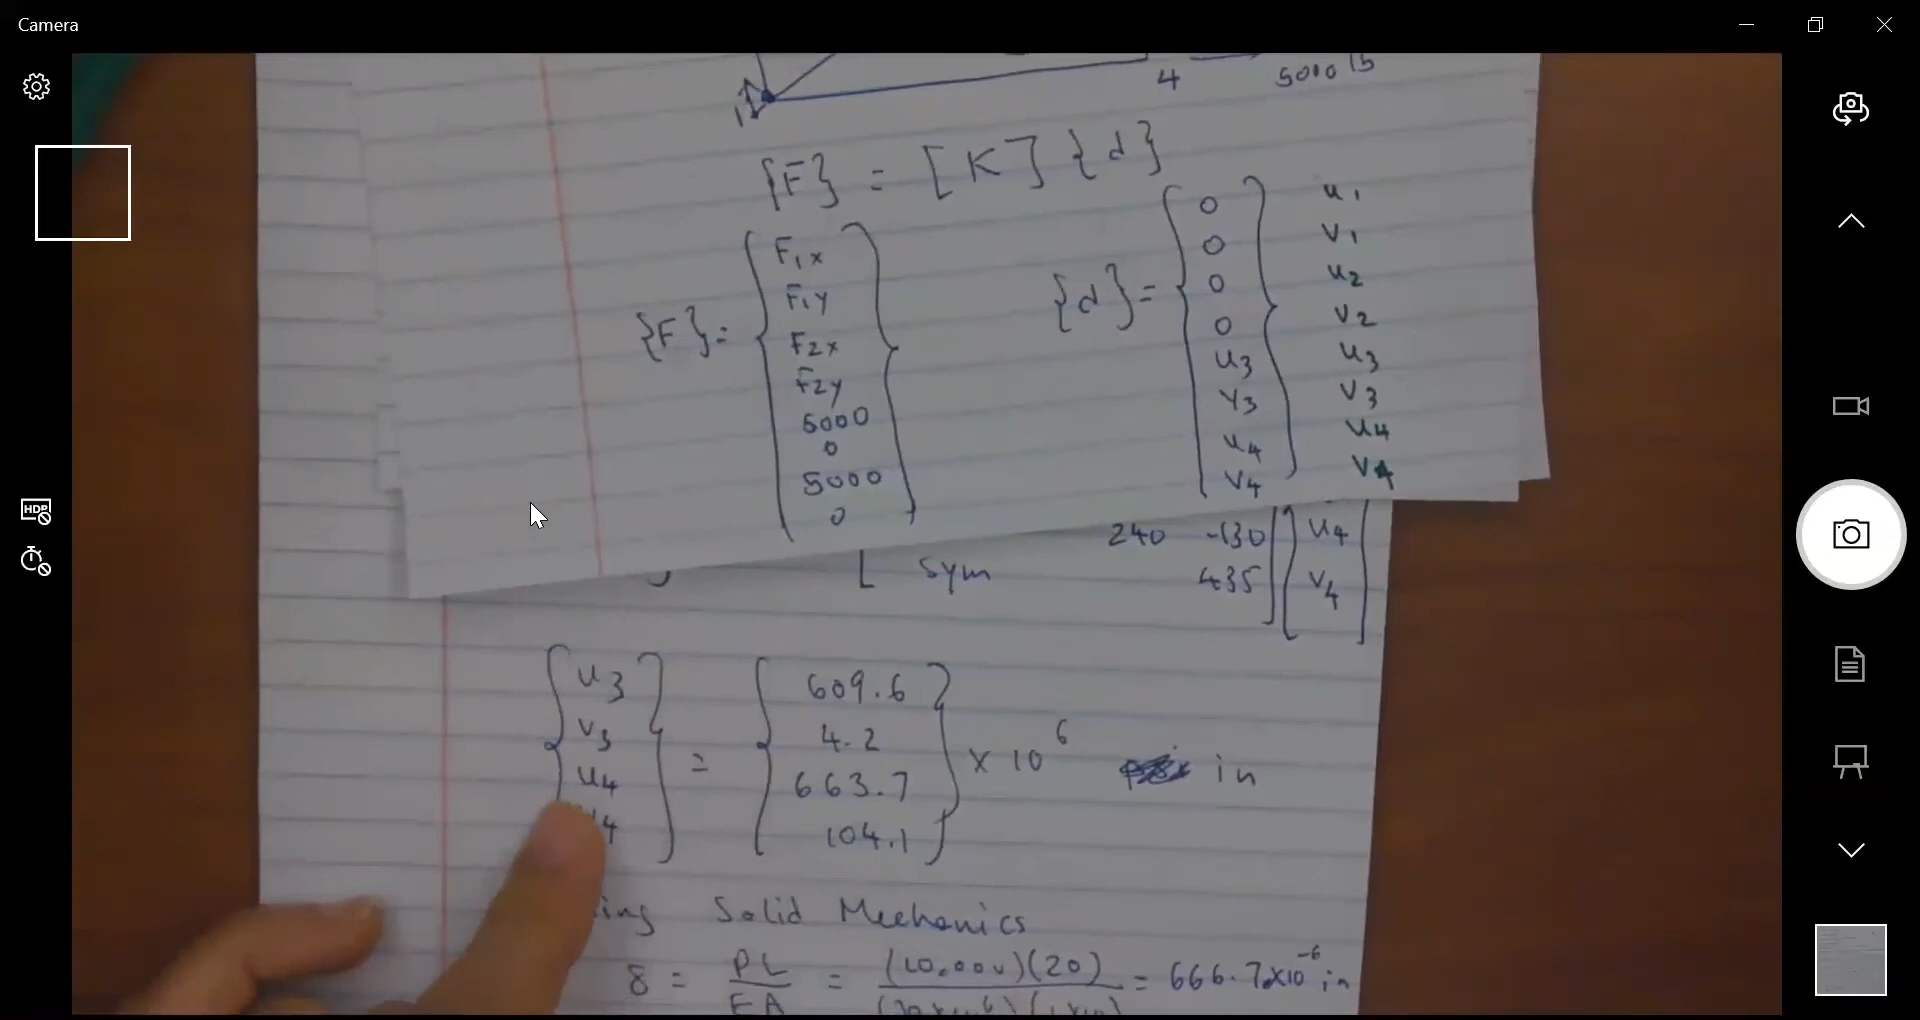 Camera
4 5000 lb
1
{F} = [K] {d}
{F} = { F1x
F1y
F2x
F2y
5000
0
5000
0 }
{d} = { 0
0
0
0
u3
v3
u4
v4 }
u1
v1
u2
v2
u3
v3
u4
v4
240 -130 u4
sym 435 v4
{ u3
v3
u4
4 } = { 609.6
4.2
663.7
104.1 } x 10^6 in
Solid Mechanics
δ = PL/EA = (10,000)(20) = 666.7x10^-6 in
HDR